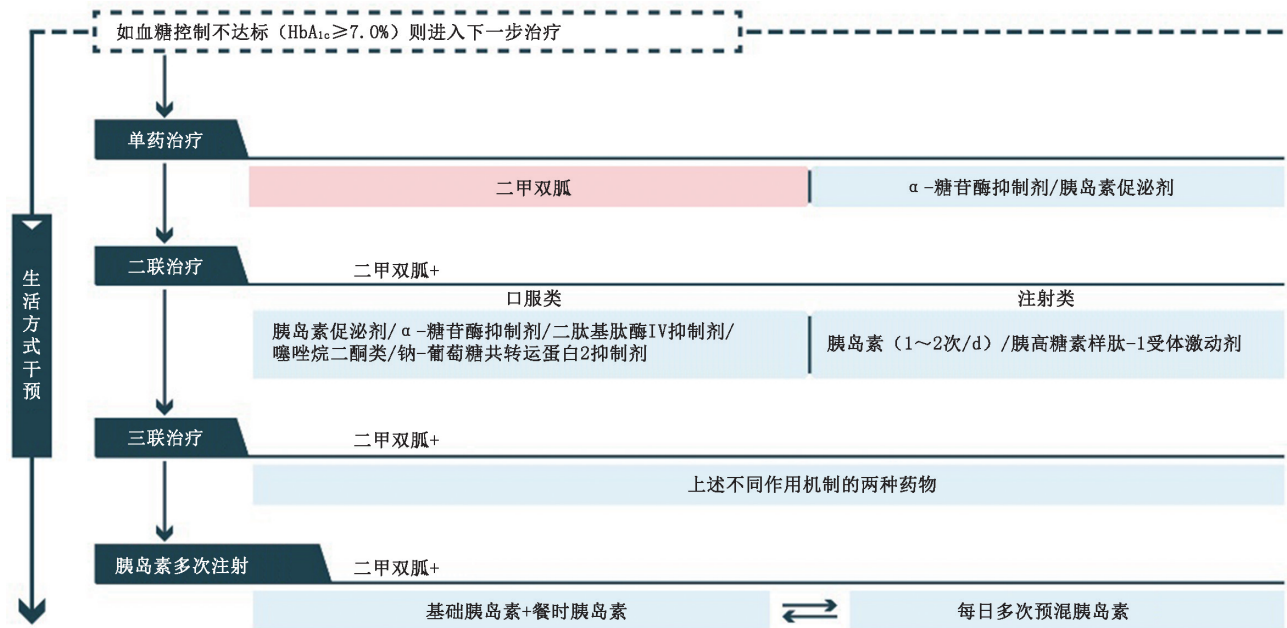 如血糖控制不达标（HbA₁c≥7.0%）则进入下一步治疗
单药治疗
二甲双胍
α-糖苷酶抑制剂/胰岛素促泌剂
生活方式干预
二联治疗
二甲双胍+
口服类
注射类
胰岛素促泌剂/α-糖苷酶抑制剂/二肽基肽酶IV抑制剂/
噻唑烷二酮类/钠-葡萄糖共转运蛋白2抑制剂
胰岛素（1～2次/d）/胰高糖素样肽-1受体激动剂
三联治疗
二甲双胍+
上述不同作用机制的两种药物
胰岛素多次注射
二甲双胍+
基础胰岛素+餐时胰岛素
每日多次预混胰岛素